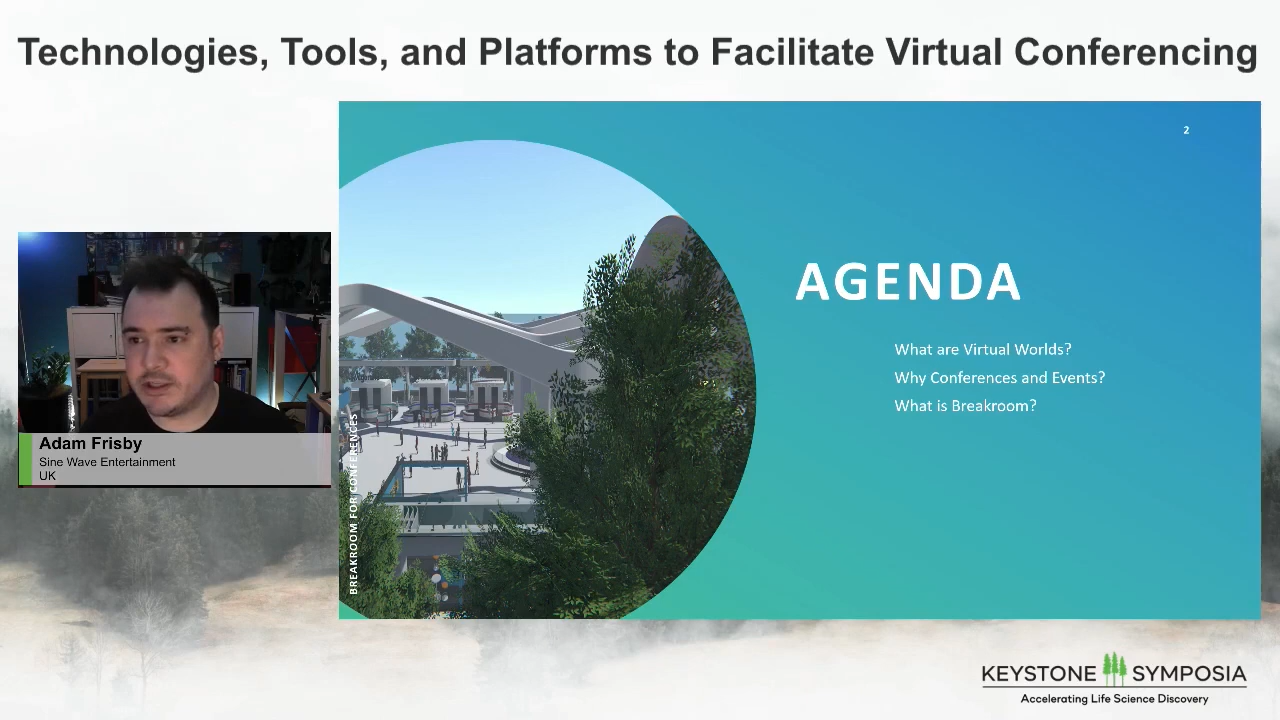 Technologies, Tools, and Platforms to Facilitate Virtual Conferencing
2
AGENDA
What are Virtual Worlds?
Why Conferences and Events?
What is Breakroom?
BREAKROOM FOR CONFERENCES
Adam Frisby
Sine Wave Entertainment
UK
KEYSTONE SYMPOSIA
Accelerating Life Science Discovery